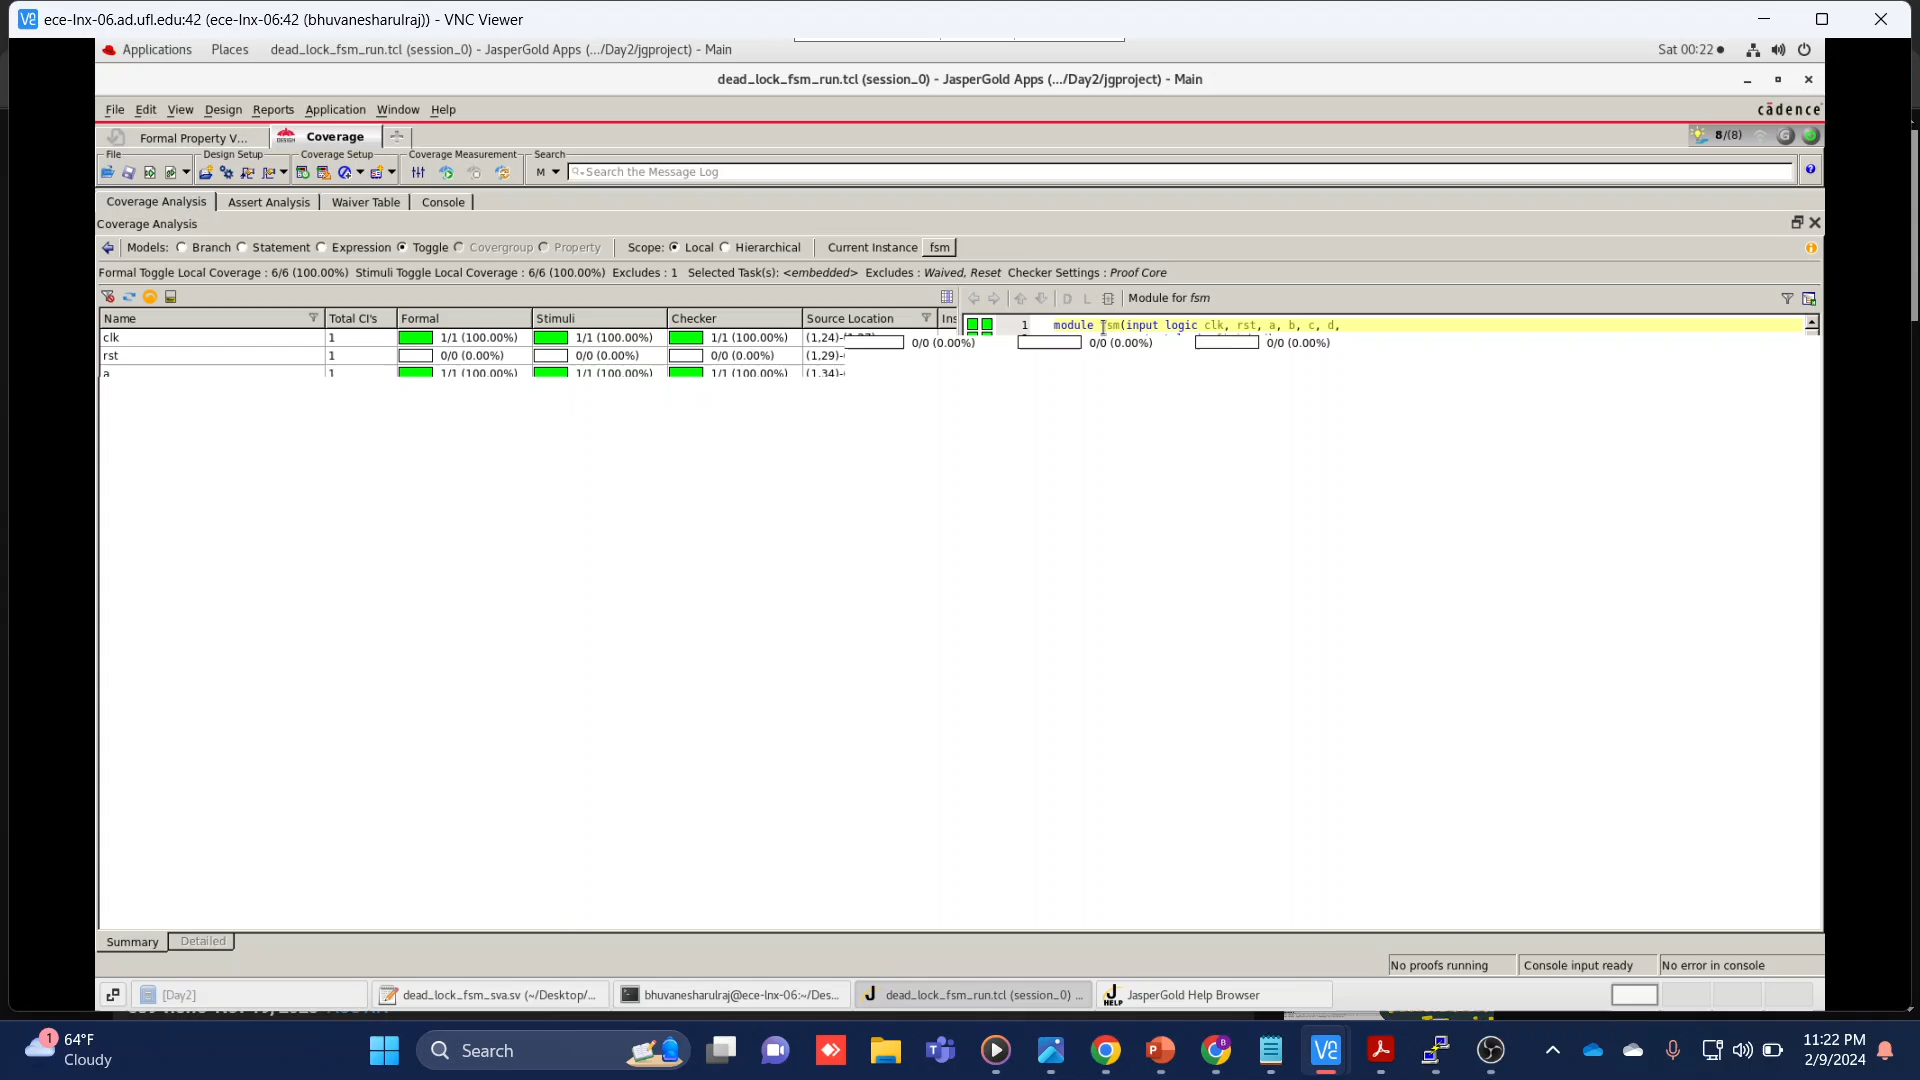 ece-lnx-06.ad.ufl.edu:42 (ece-lnx-06:42 (bhuvanesharulraj)) - VNC Viewer
Applications Places dead_lock_fsm_run.tcl (session_0) - JasperGold Apps (.../Day2/jgproject) - Main Sat 00:22
dead_lock_fsm_run.tcl (session_0) - JasperGold Apps (.../Day2/jgproject) - Main
File Edit View Design Reports Application Window Help cādence
Formal Property V... Coverage 8/(8)
File Design Setup Coverage Setup Coverage Measurement Search
M Search the Message Log
Coverage Analysis Assert Analysis Waiver Table Console
Coverage Analysis
Models: Branch Statement Expression Toggle Covergroup Property Scope: Local Hierarchical Current Instance fsm
Formal Toggle Local Coverage : 6/6 (100.00%) Stimuli Toggle Local Coverage : 6/6 (100.00%) Excludes : 1 Selected Task(s): <embedded> Excludes : Waived, Reset Checker Settings : Proof Core
D L Module for fsm
Name Total CI's Formal Stimuli Checker Source Location Ins
1 module fsm(input logic clk, rst, a, b, c, d,
clk 1 1/1 (100.00%) 1/1 (100.00%) 1/1 (100.00%) (1,24)-
0/0 (0.00%) 0/0 (0.00%) 0/0 (0.00%)
rst 1 0/0 (0.00%) 0/0 (0.00%) 0/0 (0.00%) (1,29)-
a 1 1/1 (100.00%) 1/1 (100.00%) 1/1 (100.00%) (1,34)-
Summary Detailed
No proofs running Console input ready No error in console
[Day2] dead_lock_fsm_sva.sv (~/Desktop/... bhuvanesharulraj@ece-lnx-06:~/Des... dead_lock_fsm_run.tcl (session_0) ... JasperGold Help Browser
64°F
Cloudy
Search
11:22 PM
2/9/2024